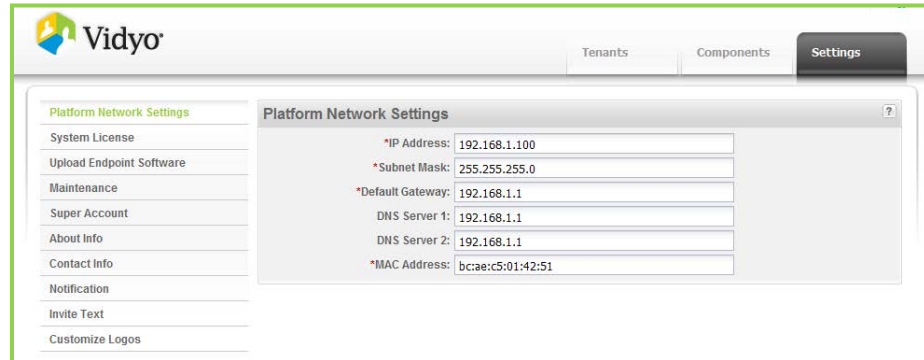 Vidyo
Tenants
Components
Settings
Platform Network Settings
System License
Upload Endpoint Software
Maintenance
Super Account
About Info
Contact Info
Notification
Invite Text
Customize Logos
Platform Network Settings
?
*IP Address: 192.168.1.100
*Subnet Mask: 255.255.255.0
*Default Gateway: 192.168.1.1
DNS Server 1: 192.168.1.1
DNS Server 2: 192.168.1.1
*MAC Address: bc:ae:c5:01:42:51